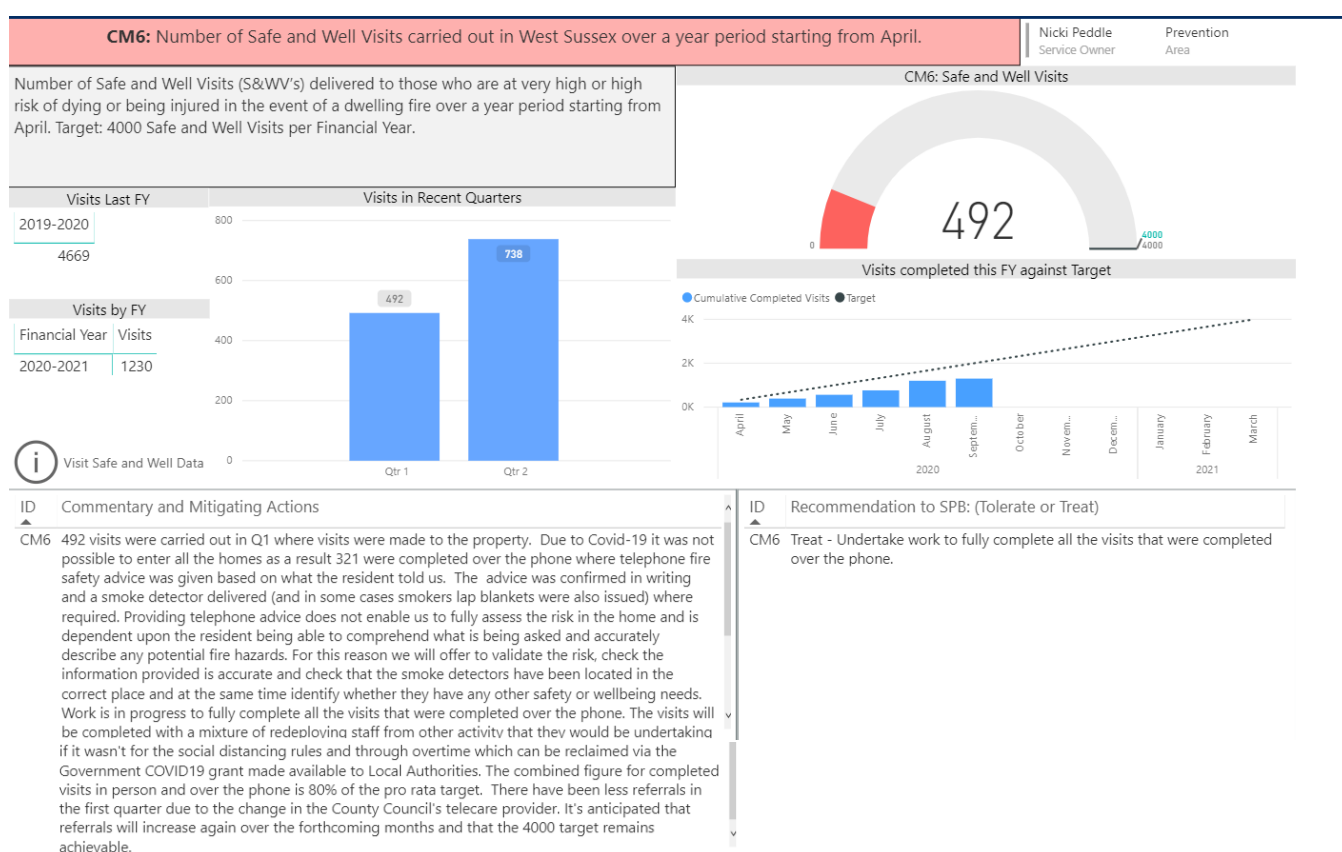 CM6: Number of Safe and Well Visits carried out in West Sussex over a year period starting from April.
Nicki Peddle
Service Owner
Prevention
Area
Number of Safe and Well Visits (S&WV's) delivered to those who are at very high or high
risk of dying or being injured in the event of a dwelling fire over a year period starting from
April. Target: 4000 Safe and Well Visits per Financial Year.
CM6: Safe and Well Visits
492
0
4000
4000
Visits Last FY
2019-2020
4669
Visits by FY
Financial Year Visits
2020-2021 1230
Visit Safe and Well Data
Visits in Recent Quarters
800
600
400
200
0
492
738
Qtr 1
Qtr 2
Visits completed this FY against Target
Cumulative Completed Visits Target
4K
2K
0K
April
May
June
July
August
Septem...
October
Novem...
Decem...
January
February
March
2020
2021
ID Commentary and Mitigating Actions
CM6 492 visits were carried out in Q1 where visits were made to the property. Due to Covid-19 it was not
possible to enter all the homes as a result 321 were completed over the phone where telephone fire
safety advice was given based on what the resident told us. The advice was confirmed in writing
and a smoke detector delivered (and in some cases smokers lap blankets were also issued) where
required. Providing telephone advice does not enable us to fully assess the risk in the home and is
dependent upon the resident being able to comprehend what is being asked and accurately
describe any potential fire hazards. For this reason we will offer to validate the risk, check the
information provided is accurate and check that the smoke detectors have been located in the
correct place and at the same time identify whether they have any other safety or wellbeing needs.
Work is in progress to fully complete all the visits that were completed over the phone. The visits will
be completed with a mixture of redeploying staff from other activity that they would be undertaking
if it wasn't for the social distancing rules and through overtime which can be reclaimed via the
Government COVID19 grant made available to Local Authorities. The combined figure for completed
visits in person and over the phone is 80% of the pro rata target. There have been less referrals in
the first quarter due to the change in the County Council's telecare provider. It's anticipated that
referrals will increase again over the forthcoming months and that the 4000 target remains
achievable.
ID Recommendation to SPB: (Tolerate or Treat)
CM6 Treat - Undertake work to fully complete all the visits that were completed
over the phone.